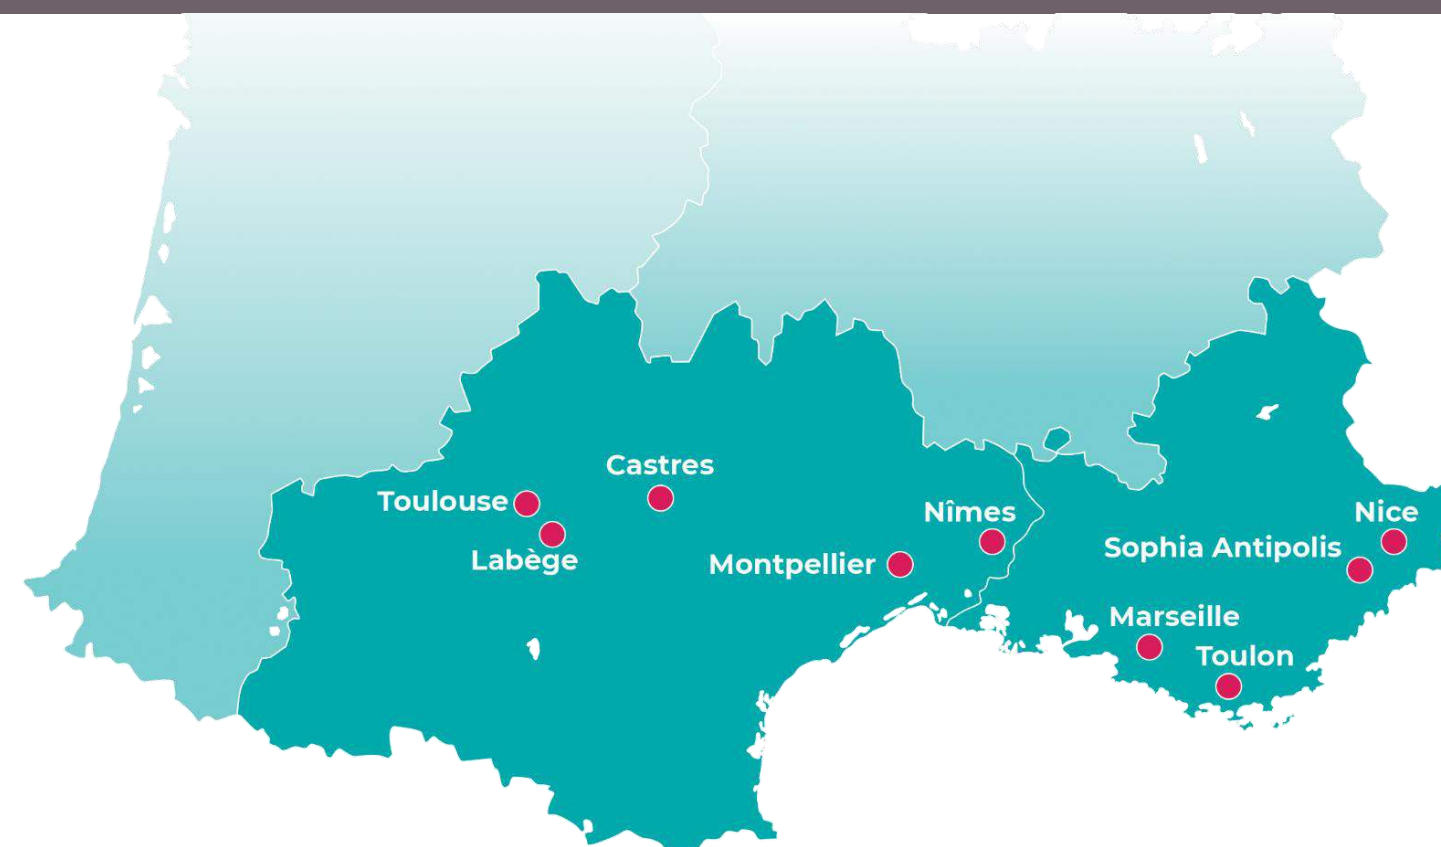 Castres
Toulouse
Labège
Nîmes
Montpellier
Nice
Sophia Antipolis
Marseille
Toulon